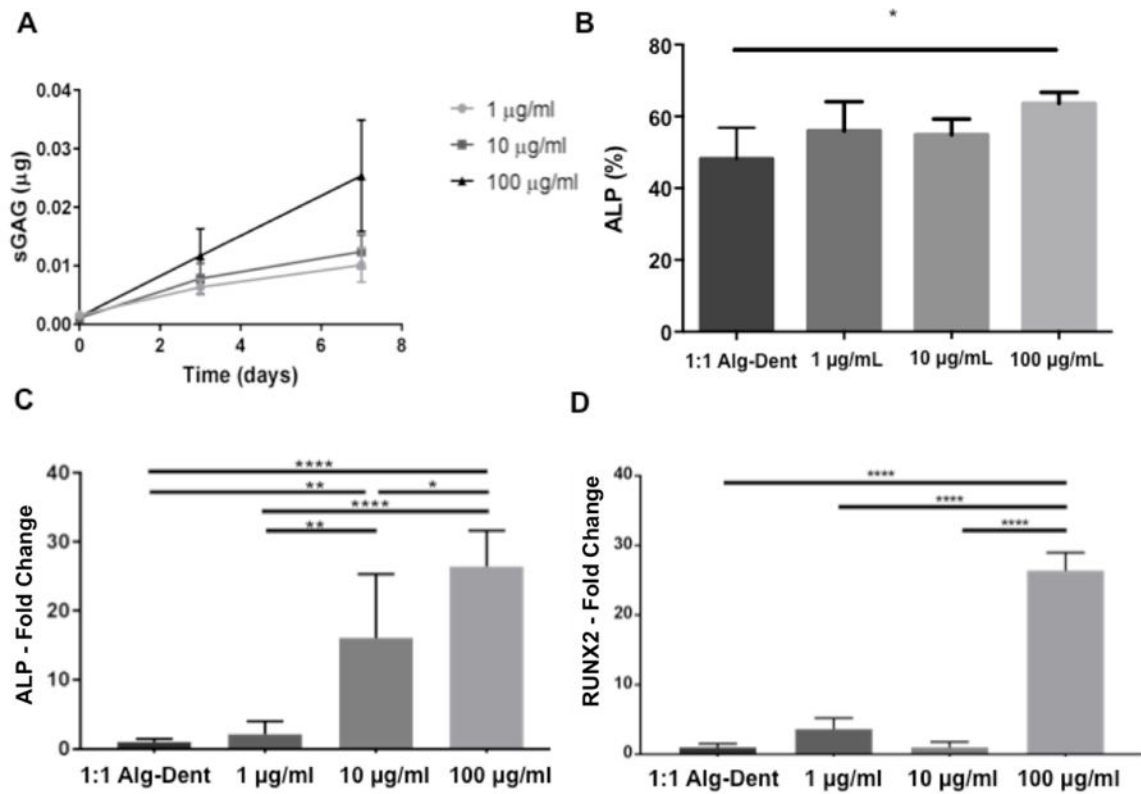 A
sGAG (μg)
0.04
0.03
0.02
0.01
0.00
0 2 4 6 8
Time (days)
1 μg/ml
10 μg/ml
100 μg/ml
B
*
ALP (%)
80
60
40
20
0
1:1 Alg-Dent 1 μg/mL 10 μg/mL 100 μg/mL
C
ALP - Fold Change
40
30
20
10
0
****
** *
****
**
1:1 Alg-Dent 1 μg/ml 10 μg/ml 100 μg/ml
D
RUNX2 - Fold Change
40
30
20
10
0
****
****
****
1:1 Alg-Dent 1 μg/ml 10 μg/ml 100 μg/ml